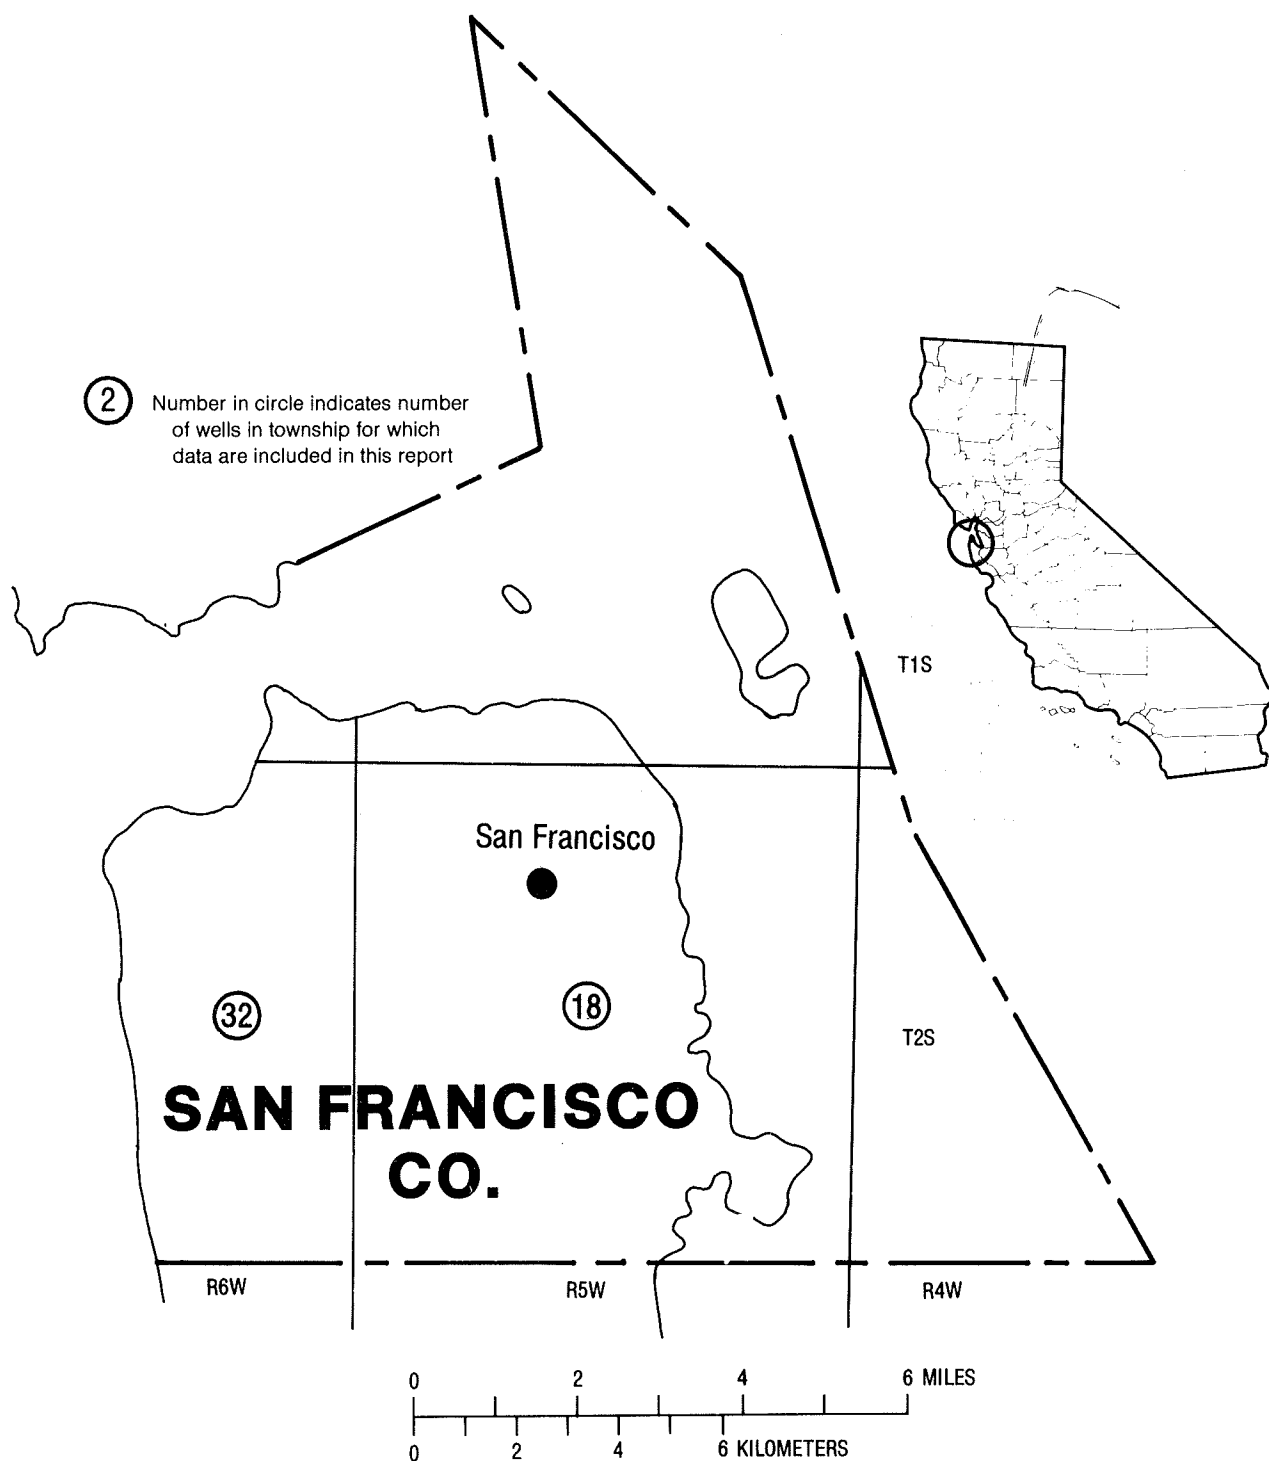 2
Number in circle indicates number
of wells in township for which
data are included in this report
T1S
San Francisco
32
18
T2S
SAN FRANCISCO
CO.
R6W
R5W
R4W
0 2 4 6 MILES
0 2 4 6 KILOMETERS